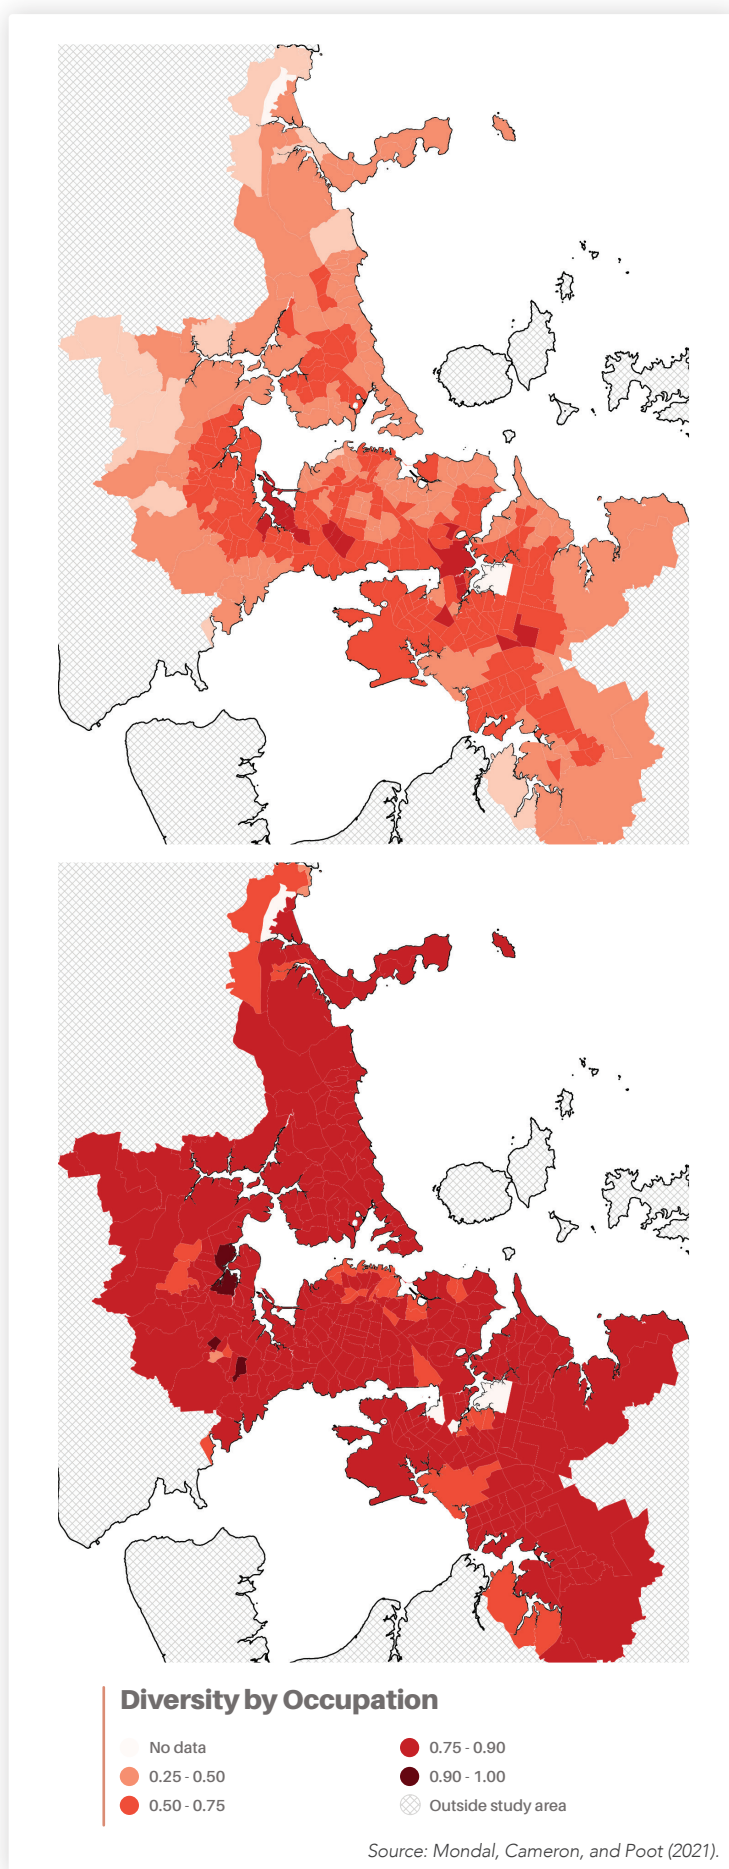 Diversity by Occupation
No data
0.25 - 0.50
0.50 - 0.75
0.75 - 0.90
0.90 - 1.00
Outside study area
Source: Mondal, Cameron, and Poot (2021).